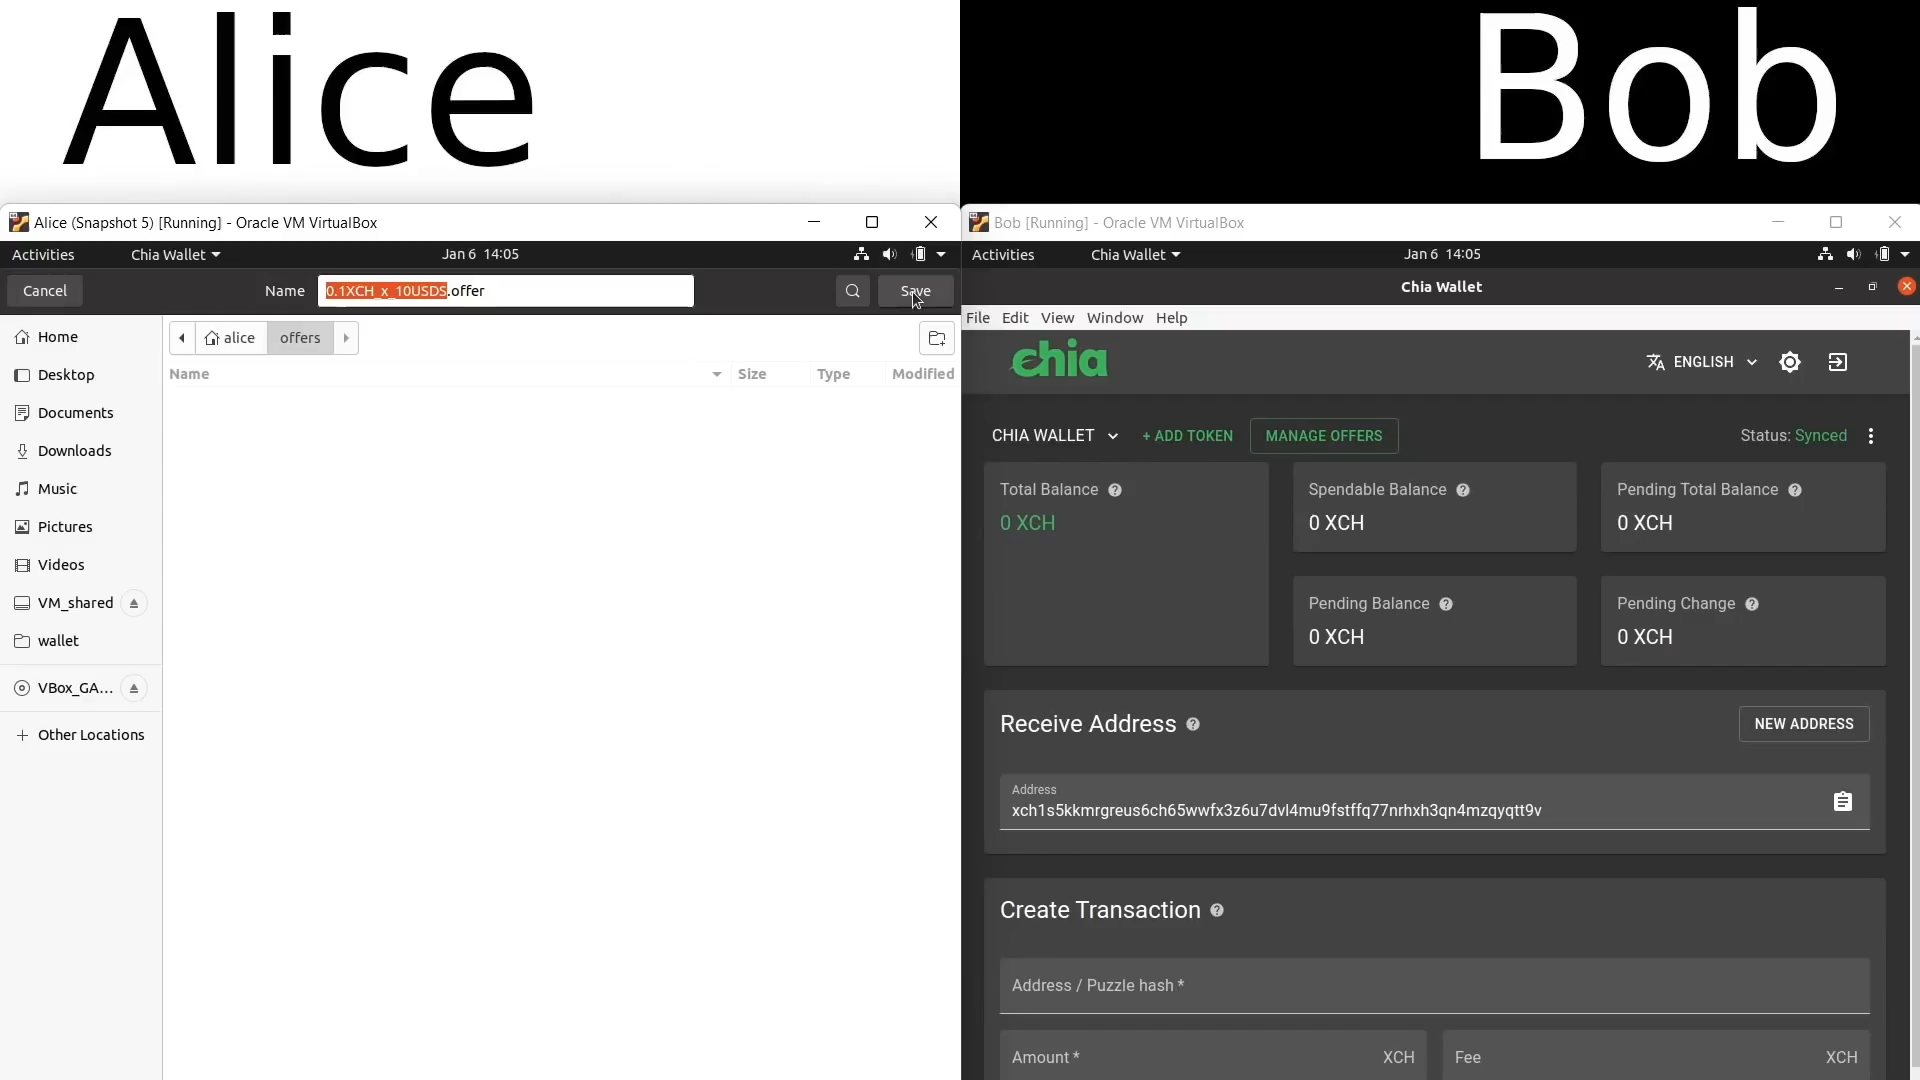 Alice
Bob
Alice (Snapshot 5) [Running] - Oracle VM VirtualBox
Activities
Chia Wallet
Jan 6 14:05
Cancel
Name
0.1XCH_x_10USDS.offer
Save
Home
Desktop
Documents
Downloads
Music
Pictures
Videos
VM_shared
wallet
VBox_GA...
Other Locations
alice
offers
Name
Size
Type
Modified
Bob [Running] - Oracle VM VirtualBox
Activities
Chia Wallet
Jan 6 14:05
Chia Wallet
File Edit View Window Help
chia
ENGLISH
CHIA WALLET
+ ADD TOKEN
MANAGE OFFERS
Status: Synced
Total Balance
0 XCH
Spendable Balance
0 XCH
Pending Total Balance
0 XCH
Pending Balance
0 XCH
Pending Change
0 XCH
Receive Address
NEW ADDRESS
Address
xch1s5kkmrgreus6ch65wwfx3z6u7dvl4mu9fstffq77nrhxh3qn4mzqyqtt9v
Create Transaction
Address / Puzzle hash *
Amount *
XCH
Fee
XCH